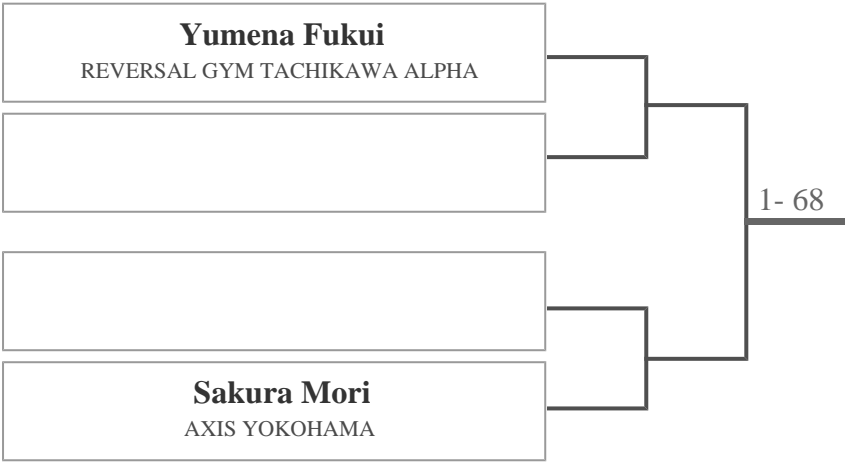 Yumena Fukui
REVERSAL GYM TACHIKAWA ALPHA
1- 68
Sakura Mori
AXIS YOKOHAMA